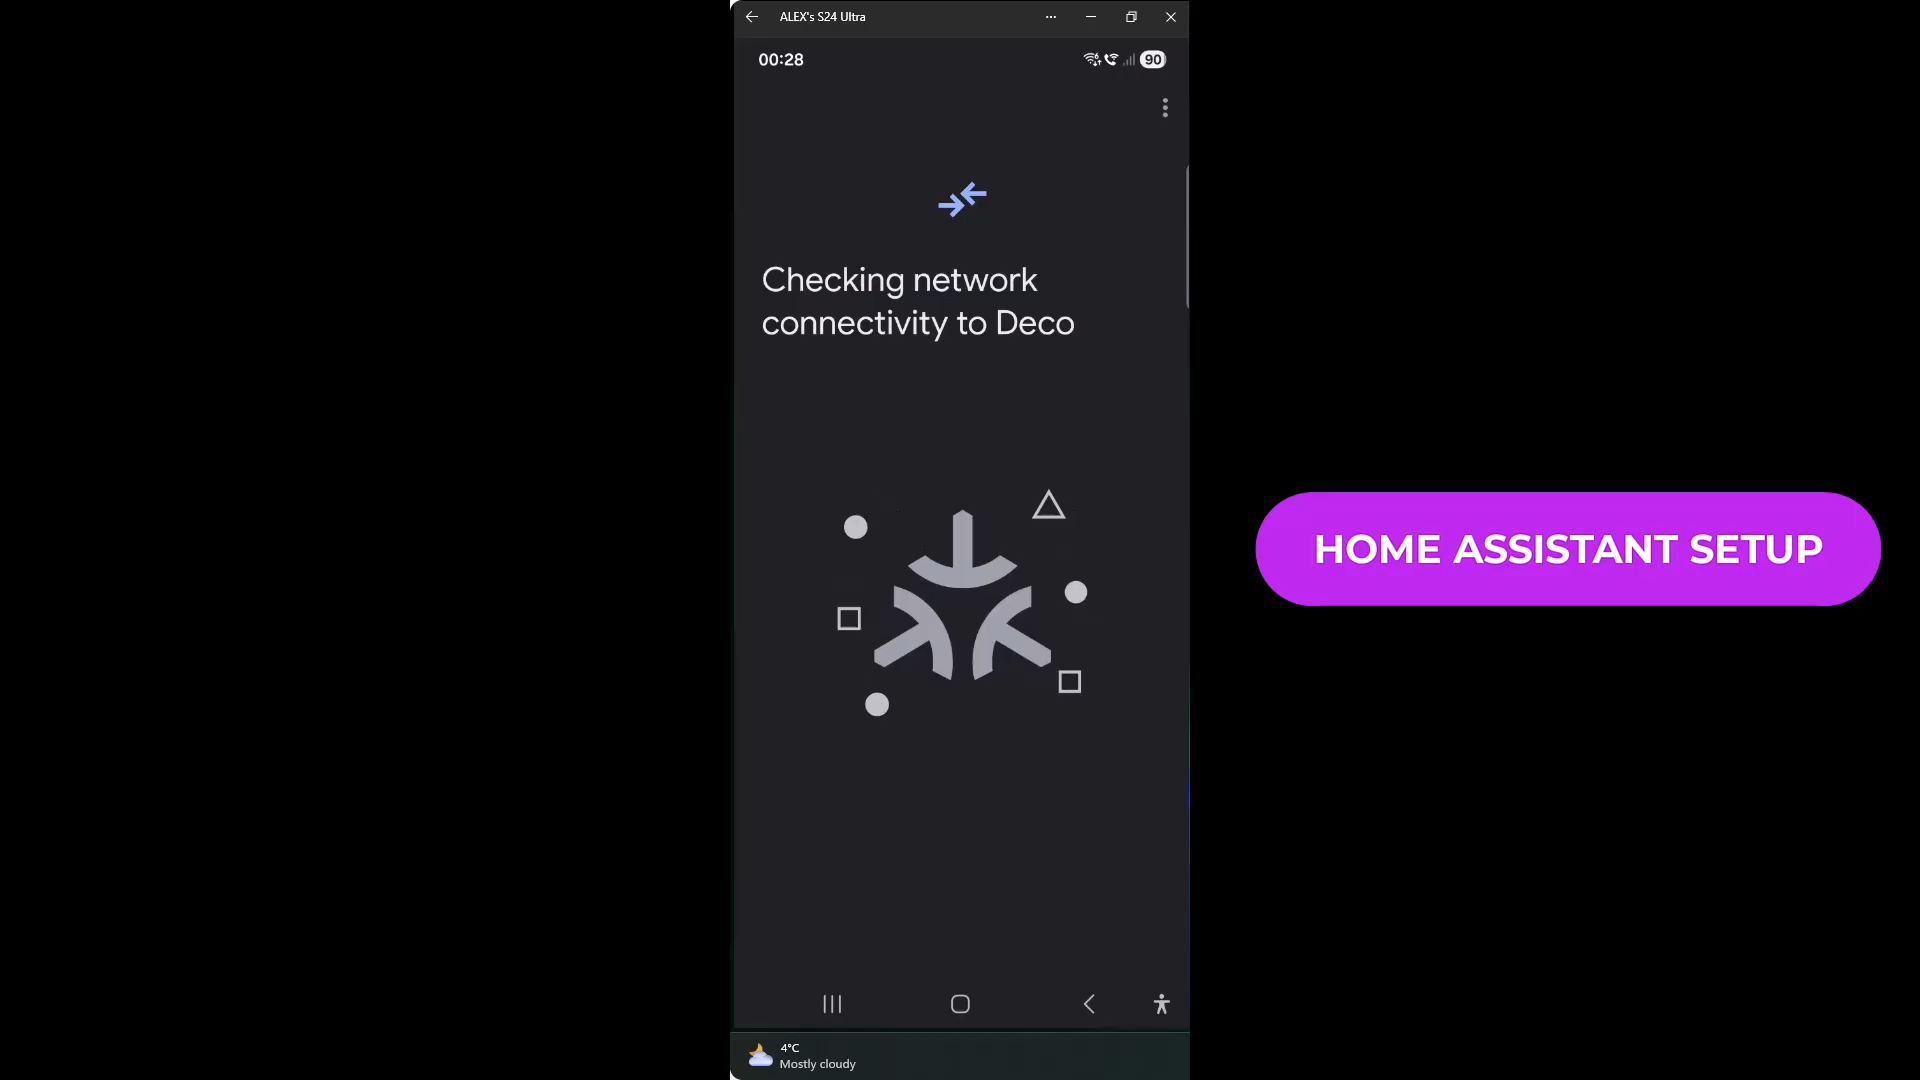 ALEX's S24 Ultra
00:28
90
Checking network
connectivity to Deco
HOME ASSISTANT SETUP
4°C
Mostly cloudy